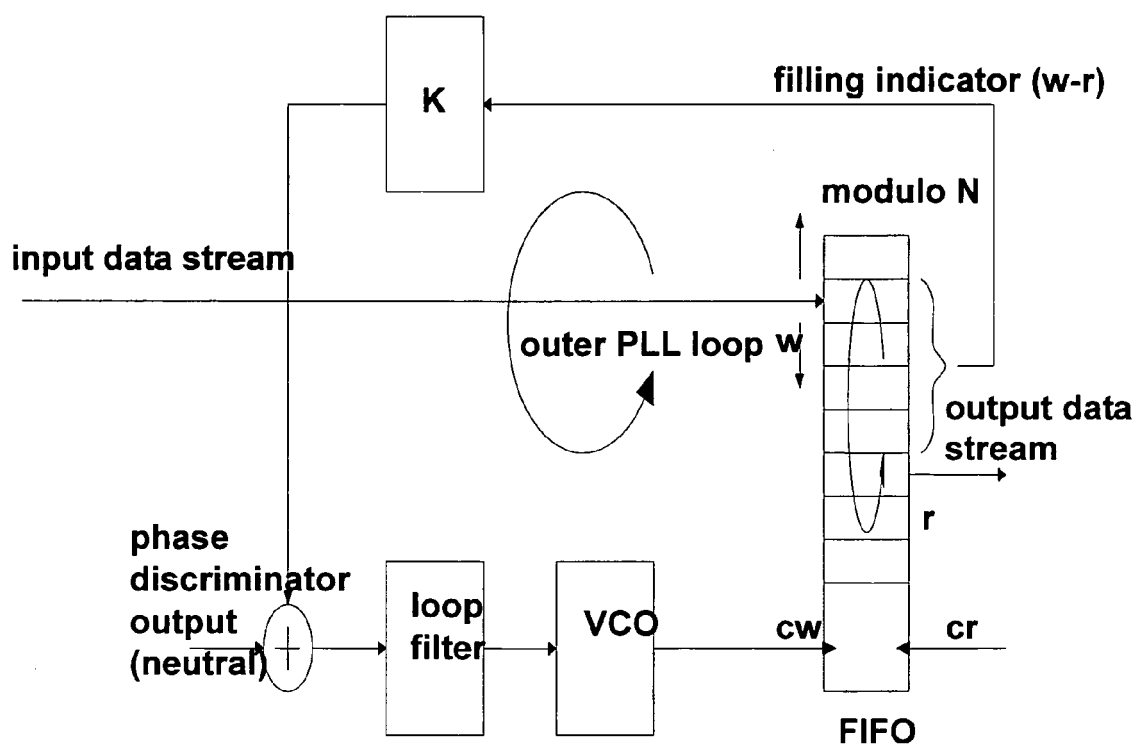 K
filling indicator (w-r)
modulo N
input data stream
outer PLL loop
w
output data
stream
r
phase
discriminator
output
(neutral)
+
loop
filter
VCO
cw
cr
FIFO